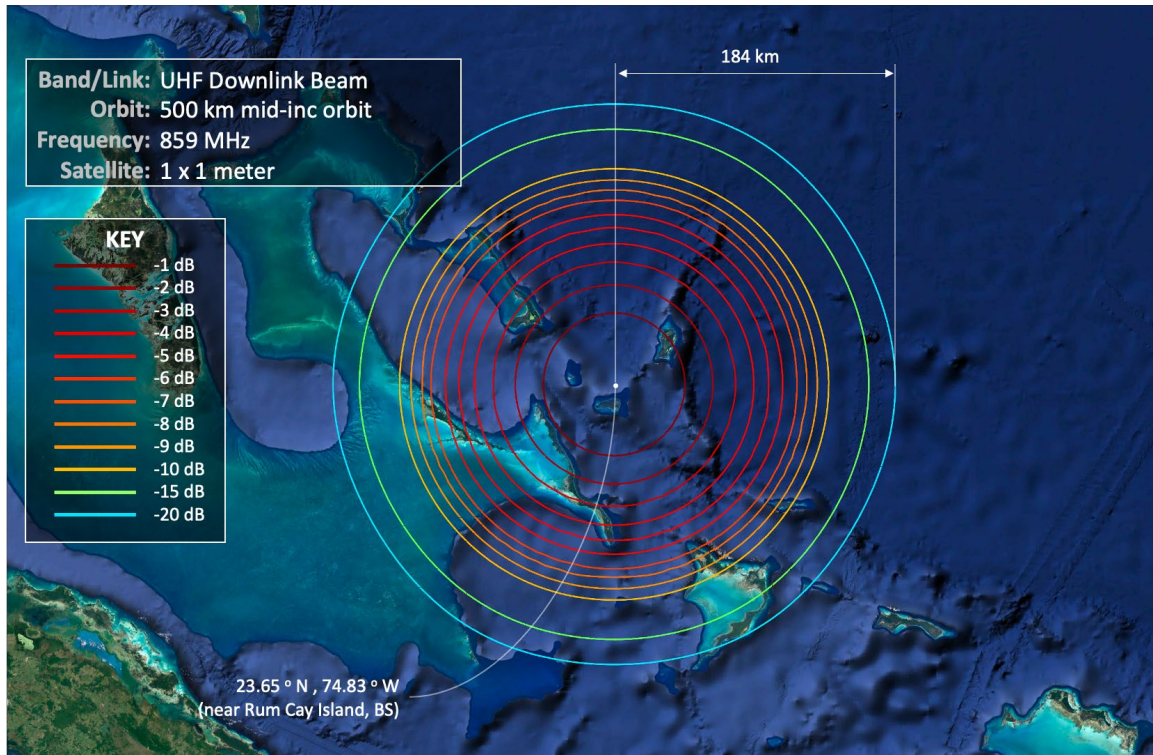 184 km
Band/Link: UHF Downlink Beam
Orbit: 500 km mid-inc orbit
Frequency: 859 MHz
Satellite: 1 x 1 meter
KEY
-1 dB
-2 dB
-3 dB
-4 dB
-5 dB
-6 dB
-7 dB
-8 dB
-9 dB
-10 dB
-15 dB
-20 dB
23.65 º N , 74.83 º W
(near Rum Cay Island, BS)